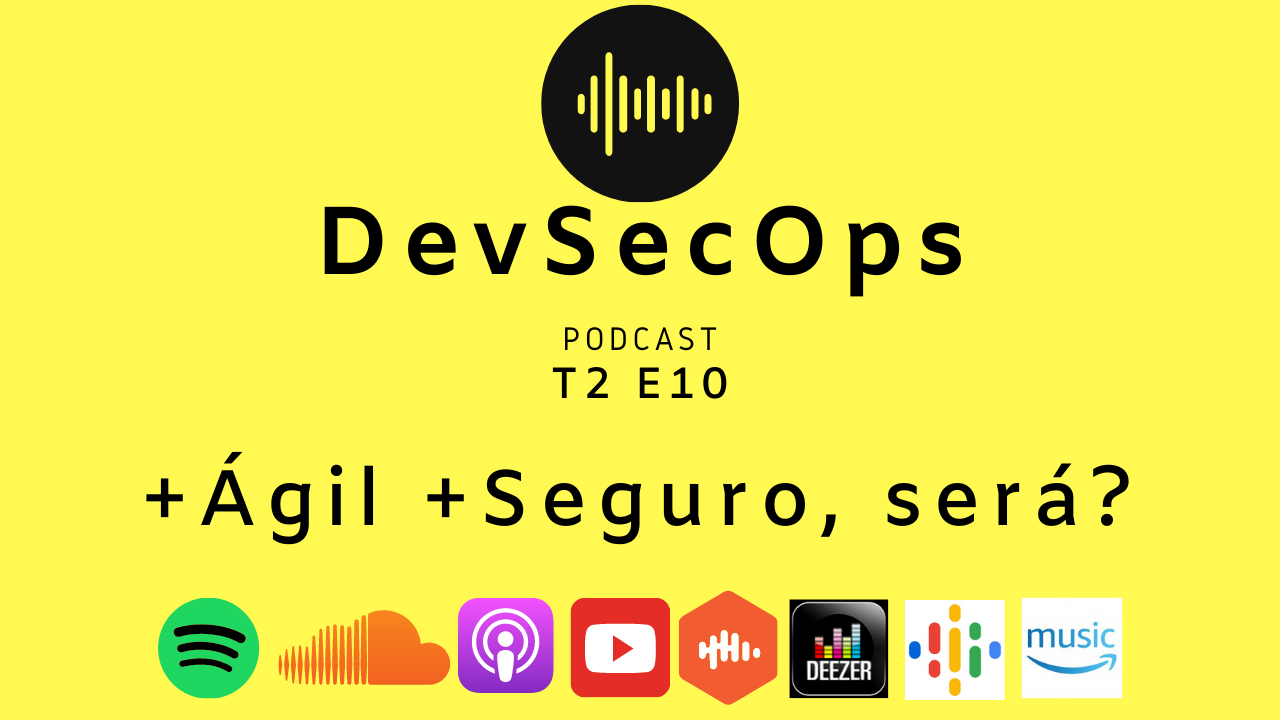 DevSecOps
PODCAST
T2 E10
+Ágil +Seguro, será?
DEEZER
music